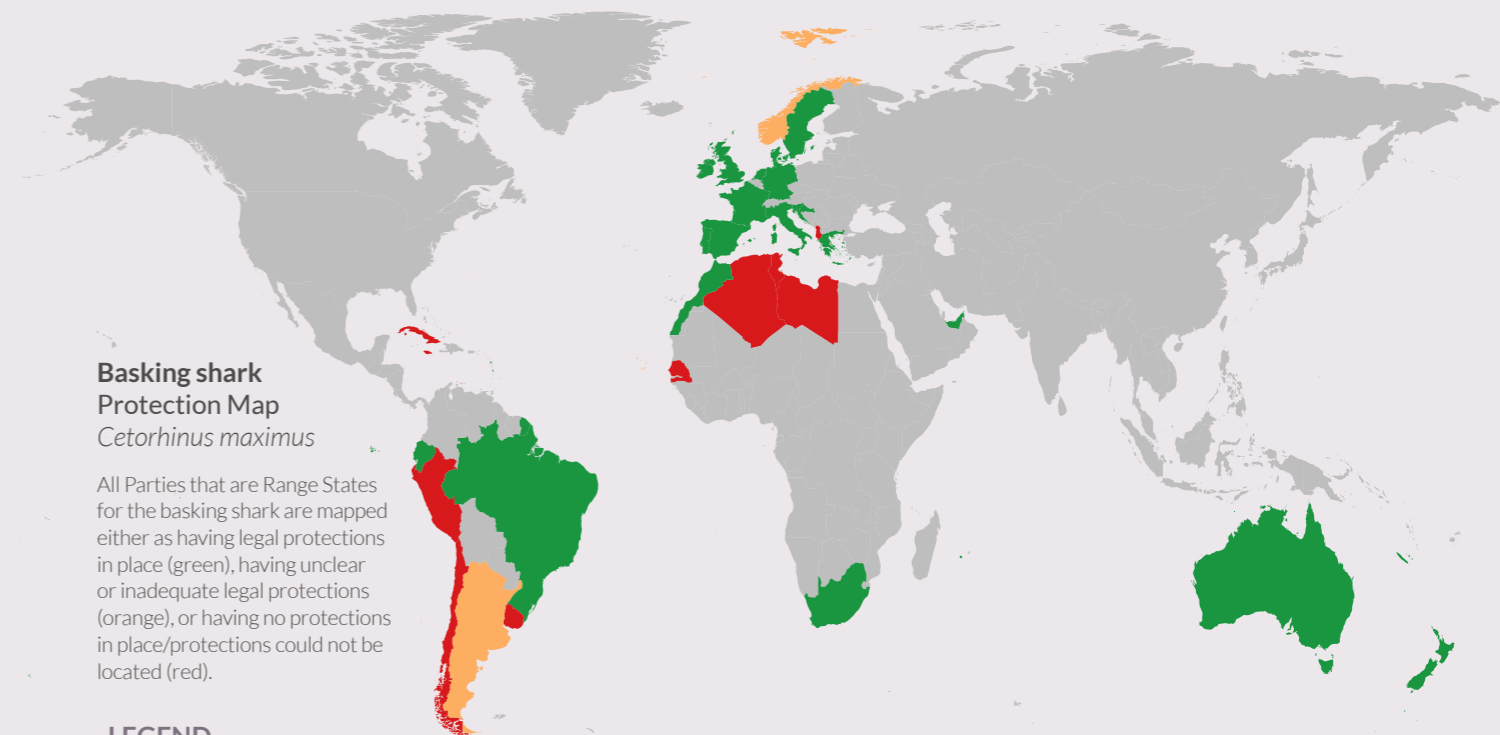 Basking shark
Protection Map
Cetorhinus maximus
All Parties that are Range States
for the basking shark are mapped
either as having legal protections
in place (green), having unclear
or inadequate legal protections
(orange), or having no protections
in place/protections could not be
located (red).
LEGEND